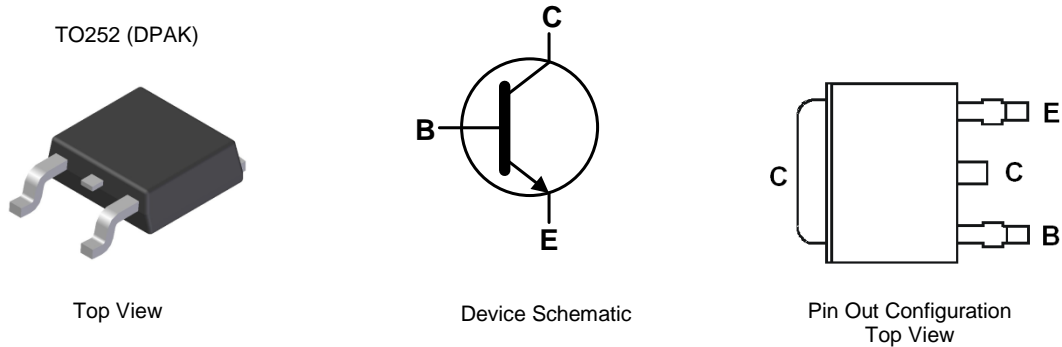 TO252 (DPAK)
Top View
C
B
E
Device Schematic
C
E
C
B
Pin Out Configuration
Top View